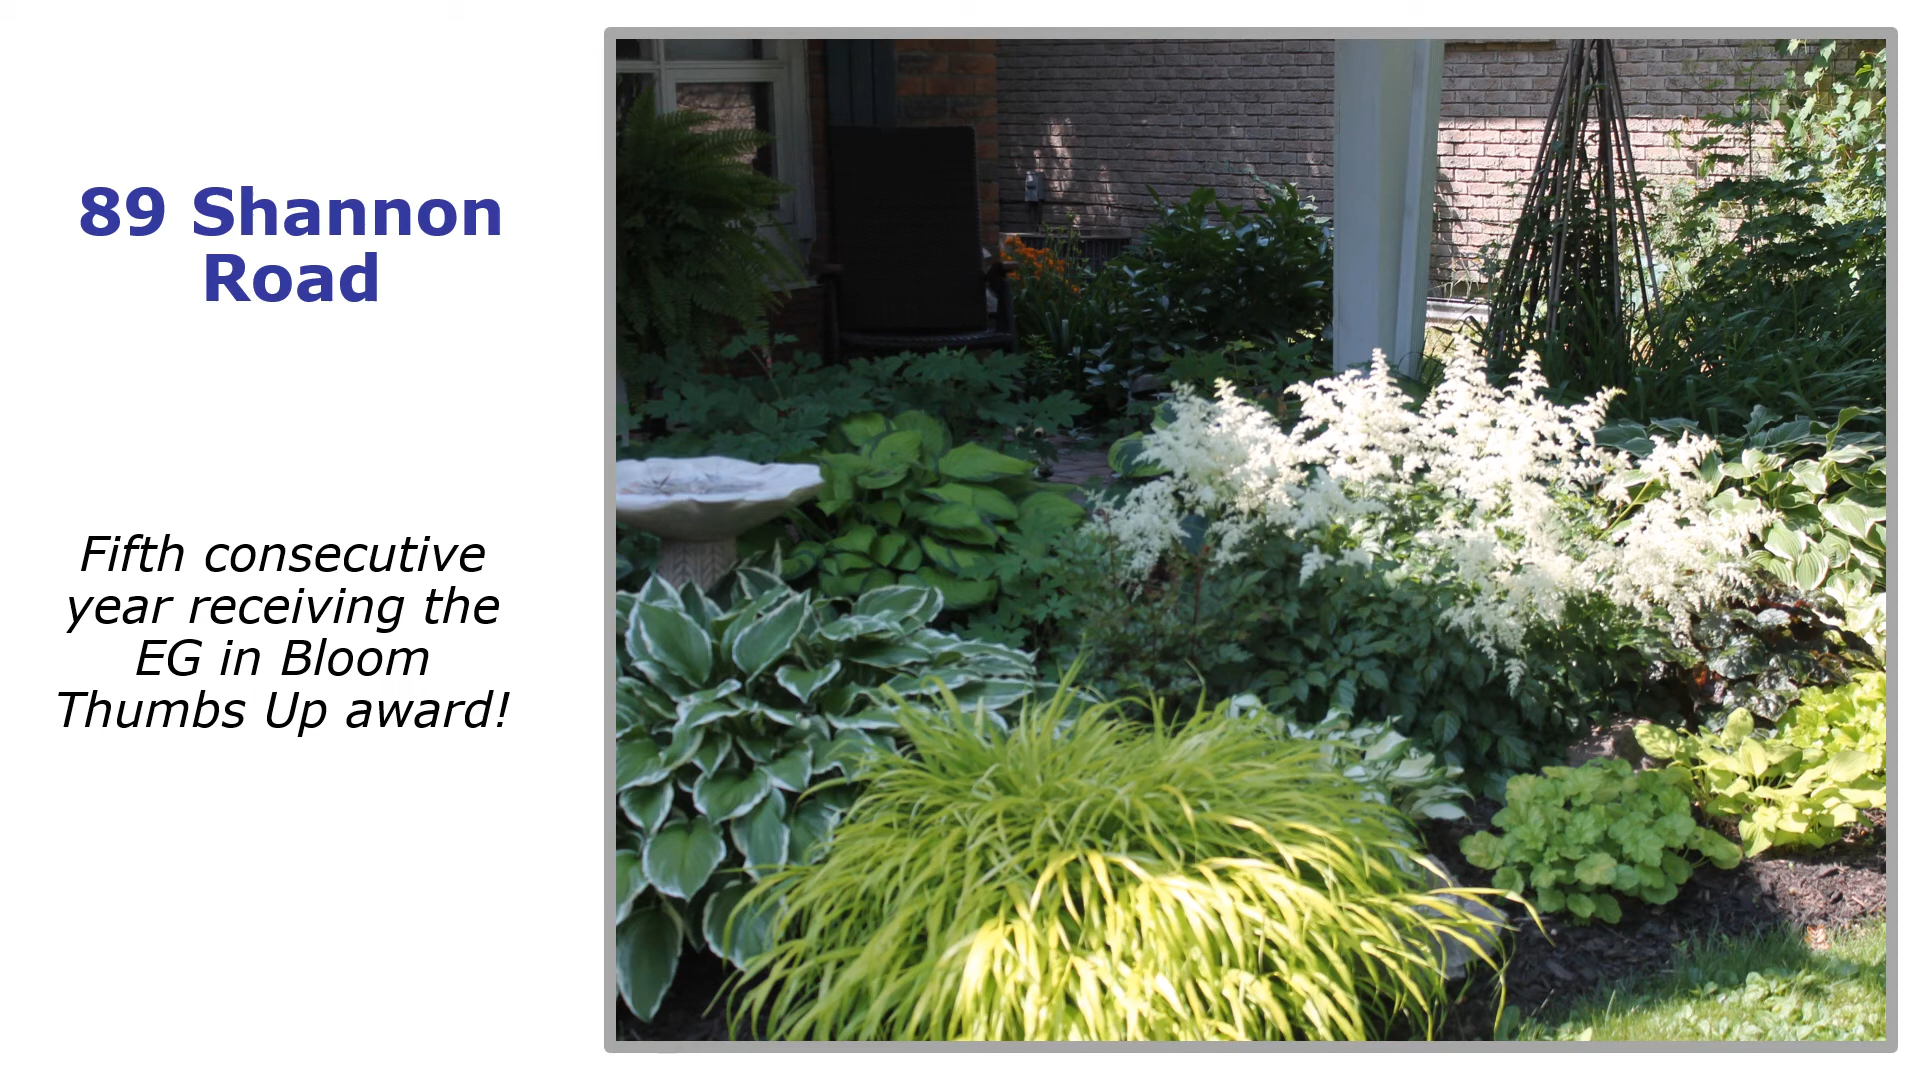 89 Shannon
Road
Fifth consecutive
year receiving the
EG in Bloom
Thumbs Up award!